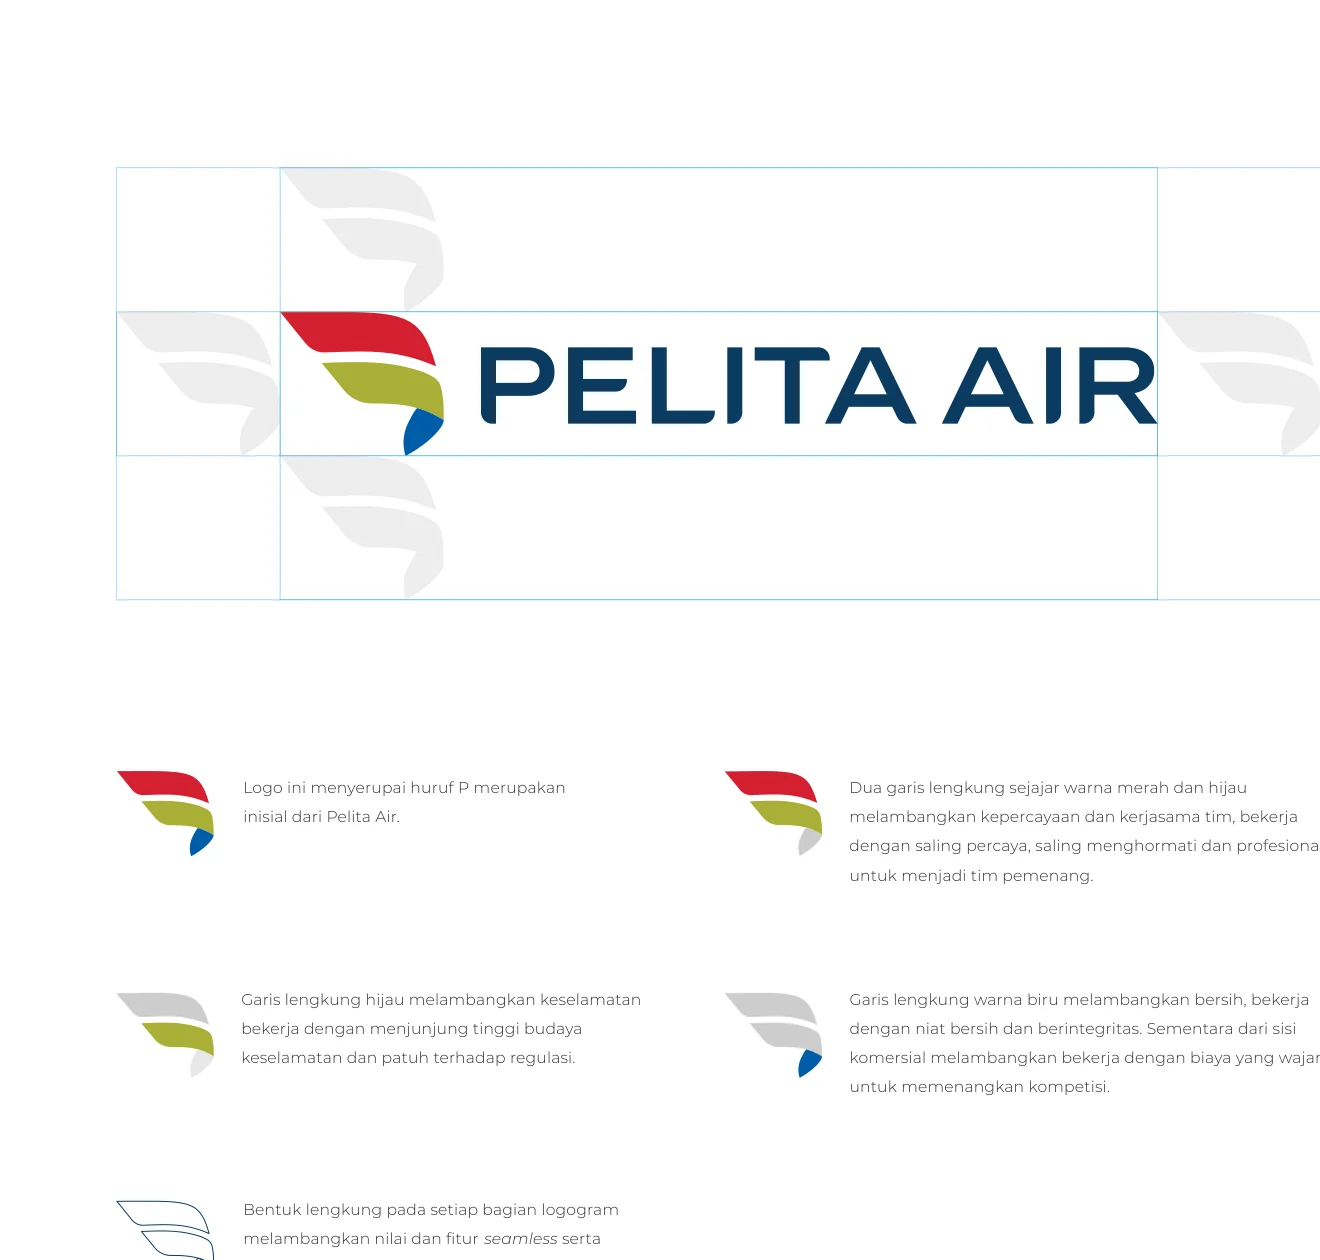 PELITA AIR
Logo ini menyerupai huruf P merupakan
inisial dari Pelita Air.
Dua garis lengkung sejajar warna merah dan hijau
melambangkan kepercayaan dan kerjasama tim, bekerja
dengan saling percaya, saling menghormati dan profesiona
untuk menjadi tim pemenang.
Garis lengkung hijau melambangkan keselamatan
bekerja dengan menjunjung tinggi budaya
keselamatan dan patuh terhadap regulasi.
Garis lengkung warna biru melambangkan bersih, bekerja
dengan niat bersih dan berintegritas. Sementara dari sisi
komersial melambangkan bekerja dengan biaya yang wajar
untuk memenangkan kompetisi.
Bentuk lengkung pada setiap bagian logogram
melambangkan nilai dan fitur seamless serta